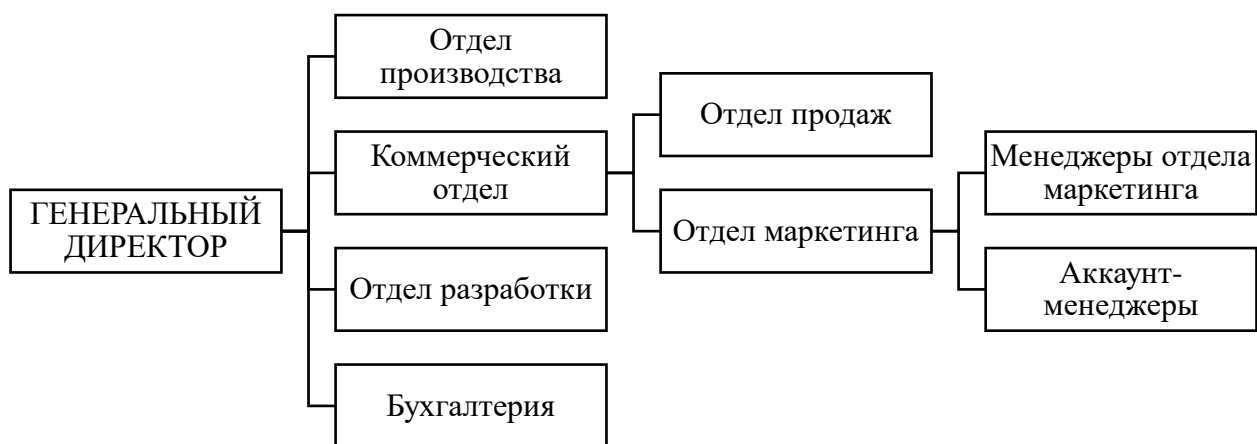 ГЕНЕРАЛЬНЫЙ
ДИРЕКТОР
Отдел
производства
Коммерческий
отдел
Отдел разработки
Бухгалтерия
Отдел продаж
Отдел маркетинга
Менеджеры отдела
маркетинга
Аккаунт-
менеджеры